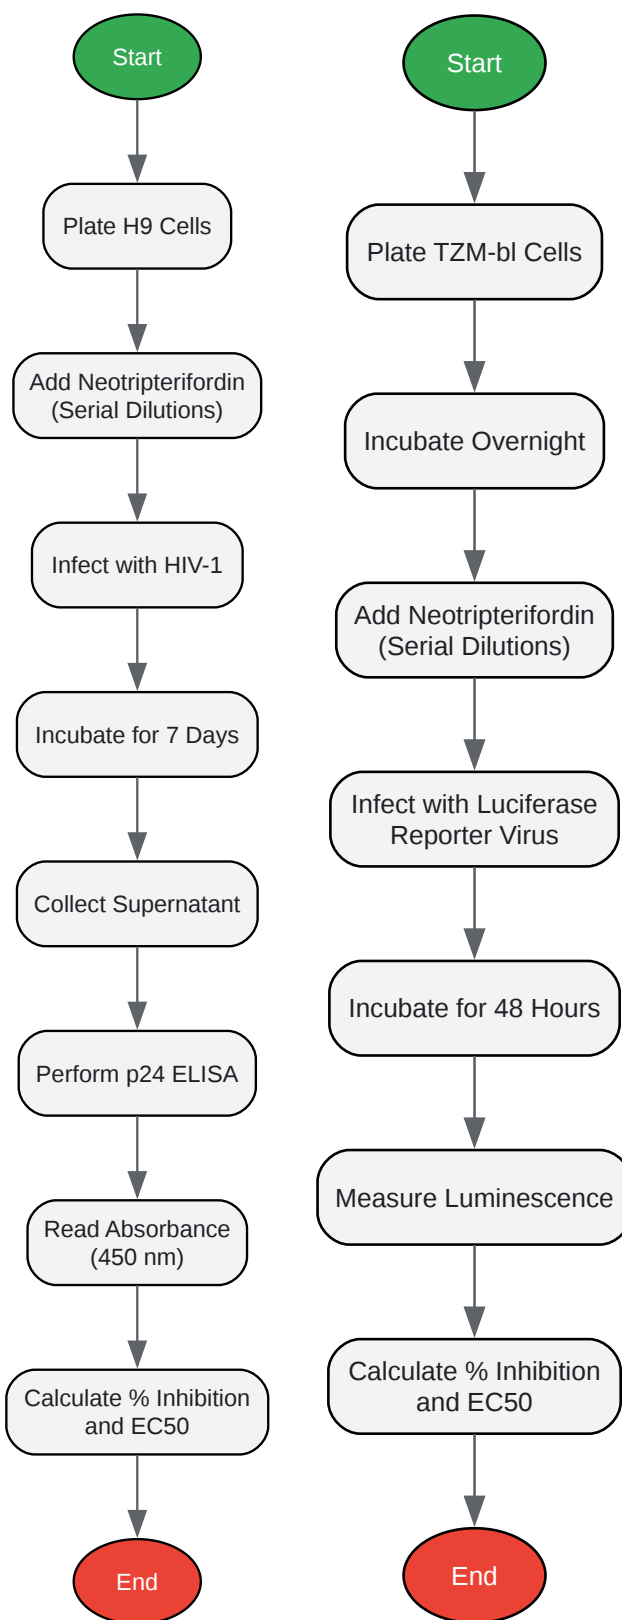 Start
Plate H9 Cells
Add Neotripterifordin
(Serial Dilutions)
Infect with HIV-1
Incubate for 7 Days
Collect Supernatant
Perform p24 ELISA
Read Absorbance
(450 nm)
Calculate % Inhibition
and EC50
End
Start
Plate TZM-bl Cells
Incubate Overnight
Add Neotripterifordin
(Serial Dilutions)
Infect with Luciferase
Reporter Virus
Incubate for 48 Hours
Measure Luminescence
Calculate % Inhibition
and EC50
End